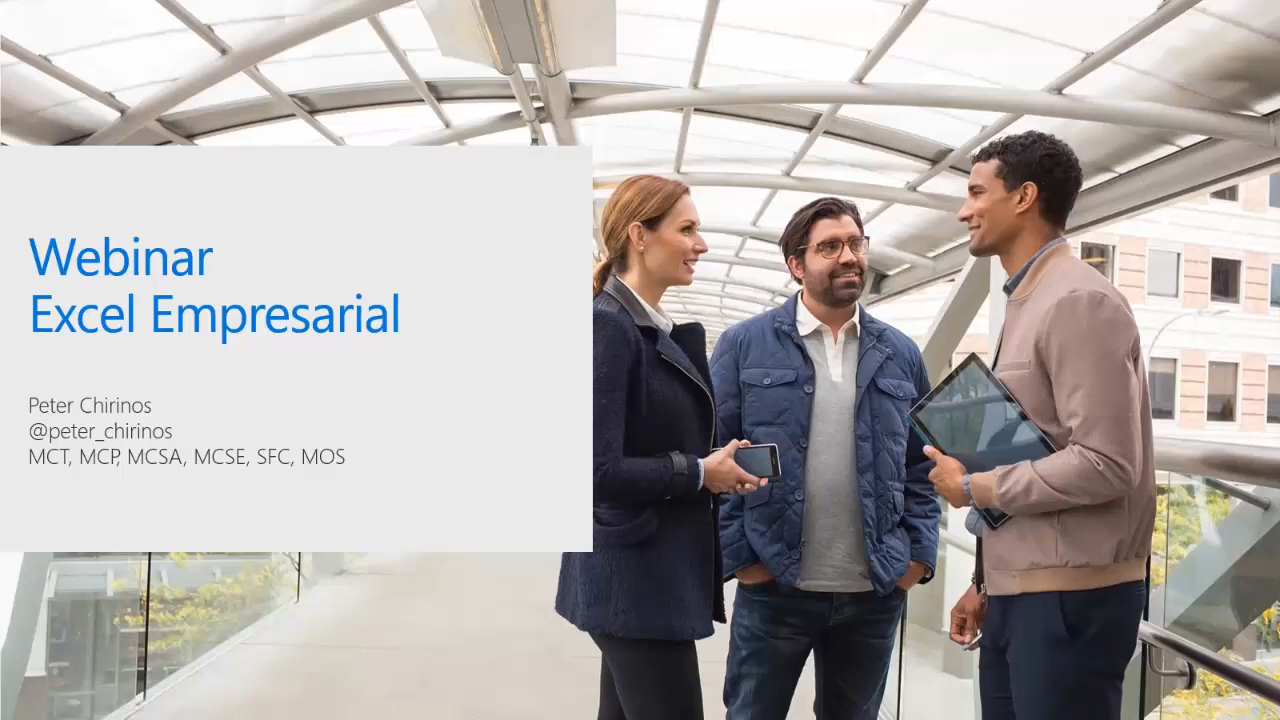 Webinar
Excel Empresarial
Peter Chirinos
@peter_chirinos
MCT, MCP, MCSA, MCSE, SFC, MOS